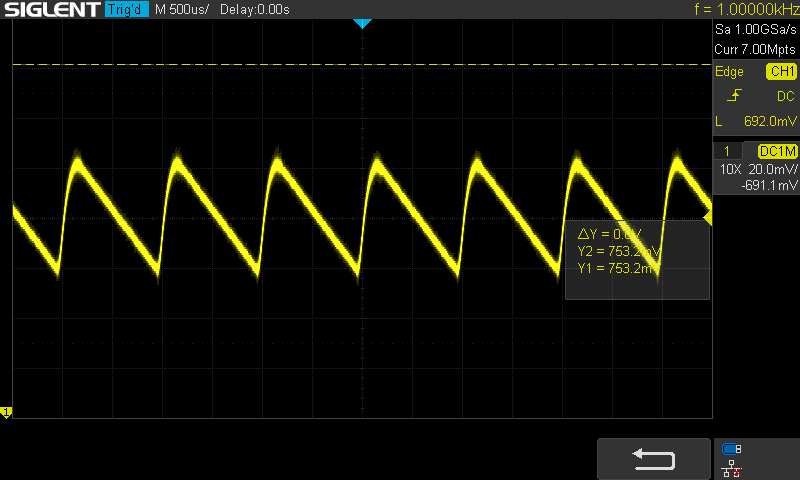 SIGLENT Trig'd M 500us/ Delay:0.00s f = 1.00000kHz
Sa 1.00GSa/s
Curr 7.00Mpts
Edge CH1
DC
L 692.0mV
1 DC1M
10X 20.0mV/
-691.1mV
△Y = 0.0V
Y2 = 753.2mV
Y1 = 753.2mV
1